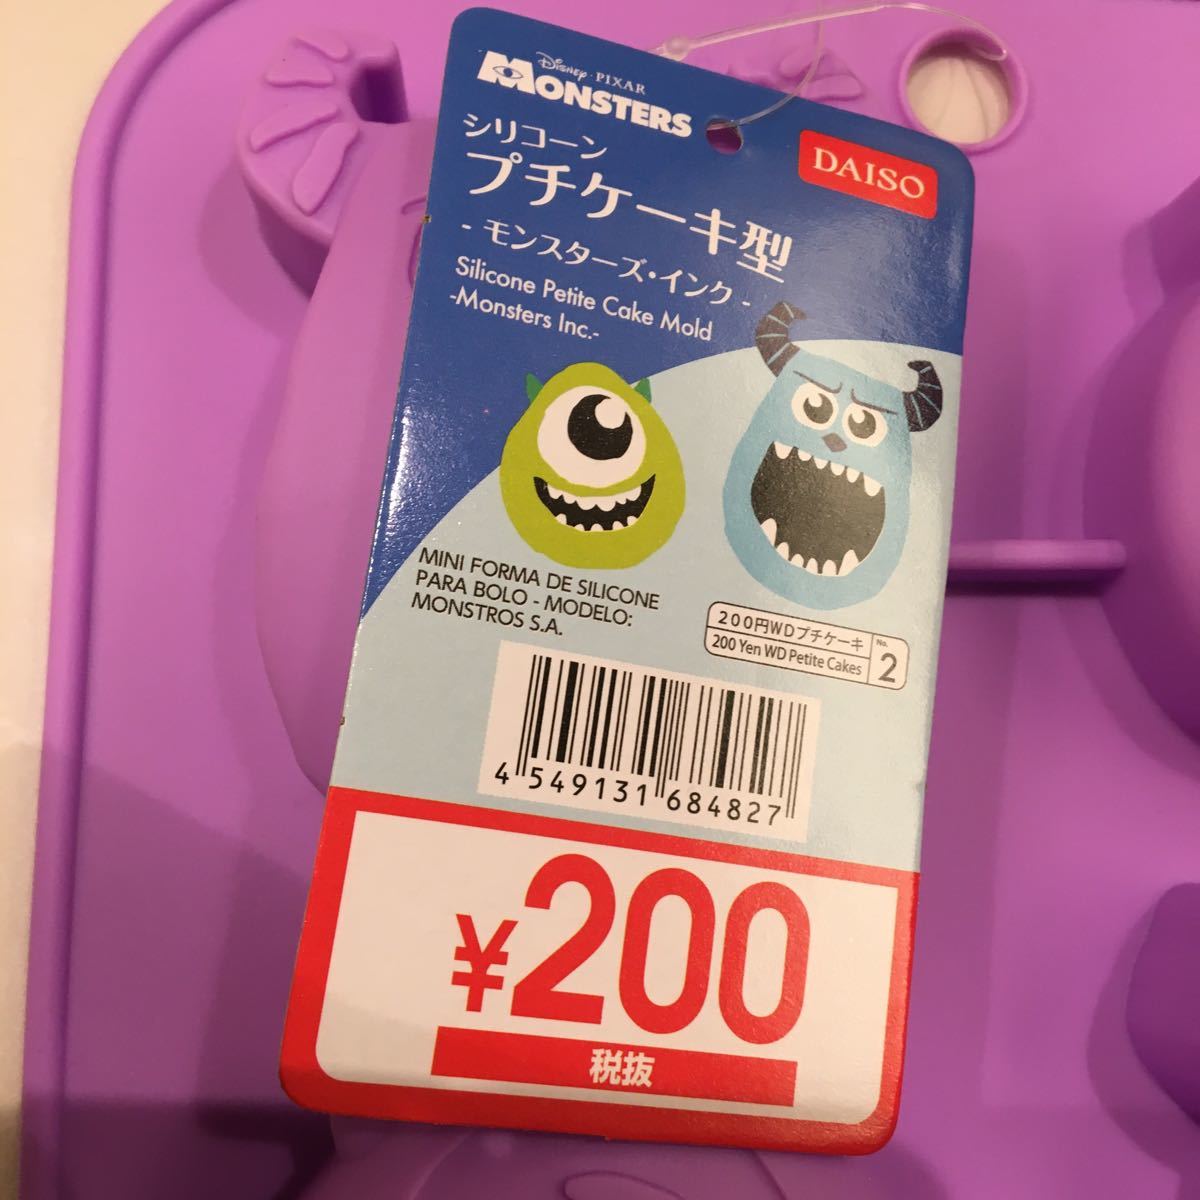 Disney · PIXAR
MONSTERS
DAISO
シリコーン
プチケーキ型
- モンスターズ・インク -
Silicone Petite Cake Mold
-Monsters Inc.-
MINI FORMA DE SILICONE
PARA BOLO - MODELO:
MONSTROS S.A.
200円WDプチケーキ
200 Yen WD Petite Cakes
No.
2
4 549131 684827
¥200
税抜